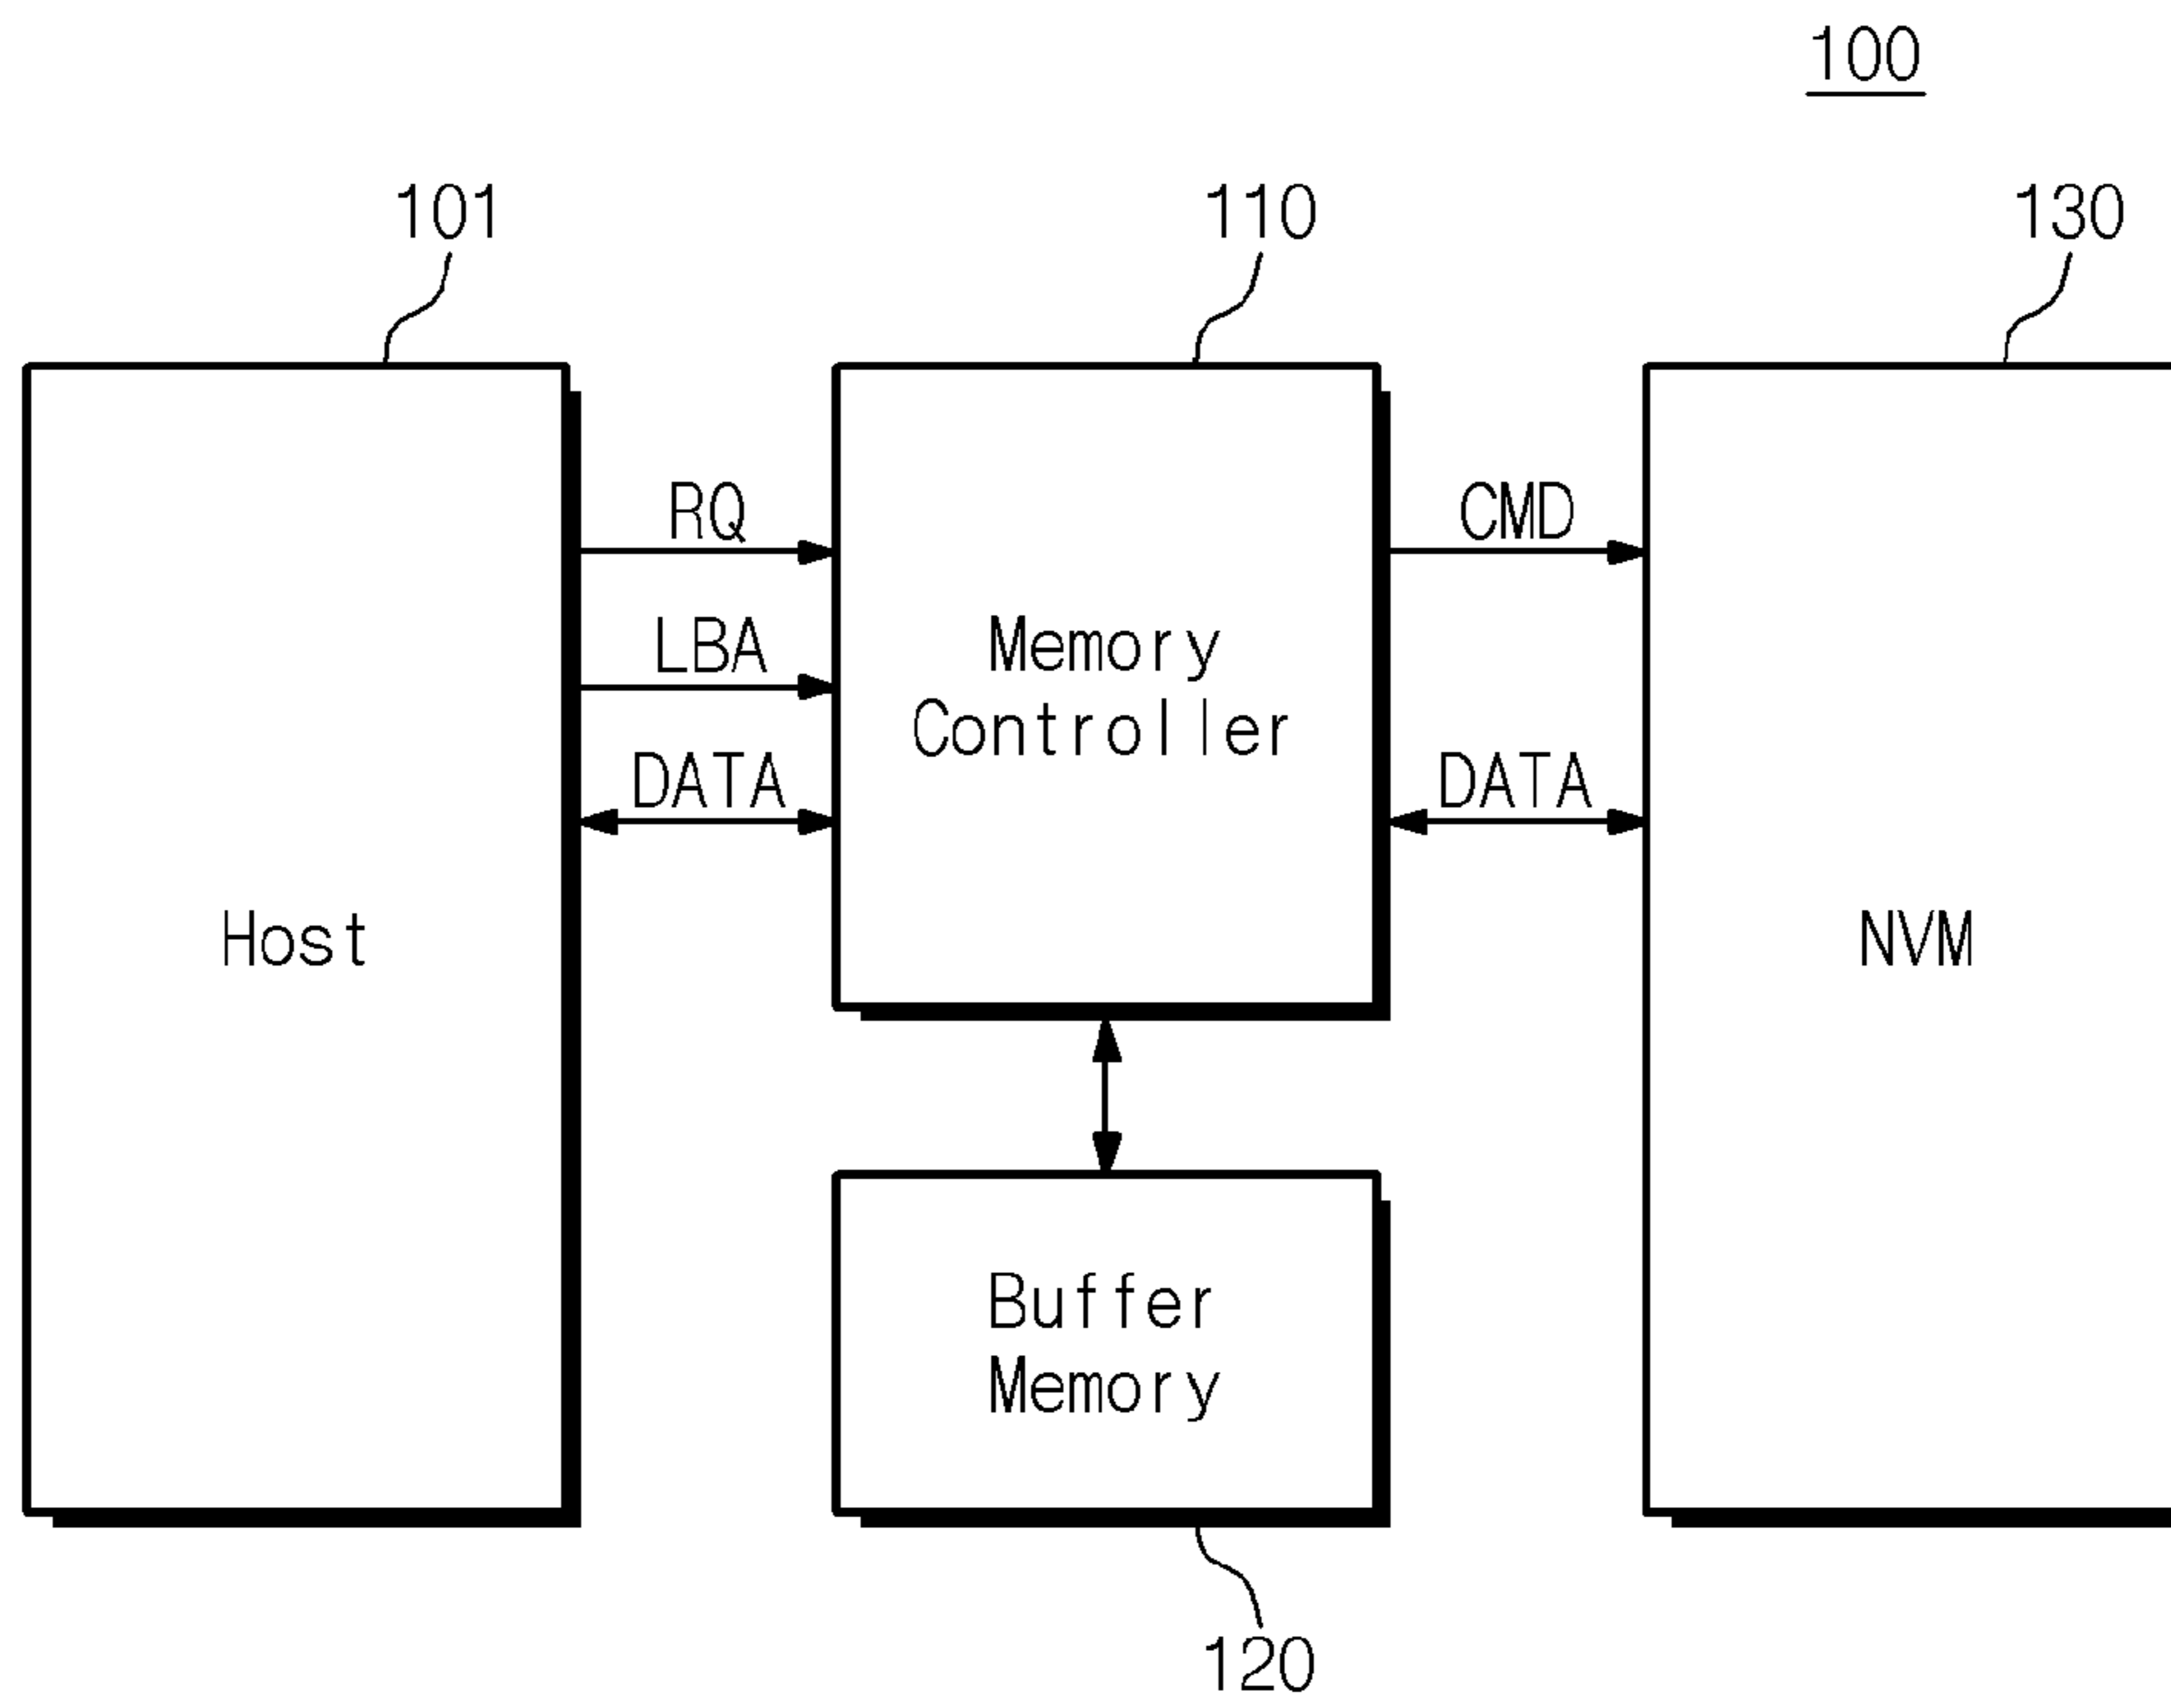 100
101
110
130
RQ
CMD
LBA
Memory
Controller
DATA
DATA
Host
NVM
Buffer
Memory
120